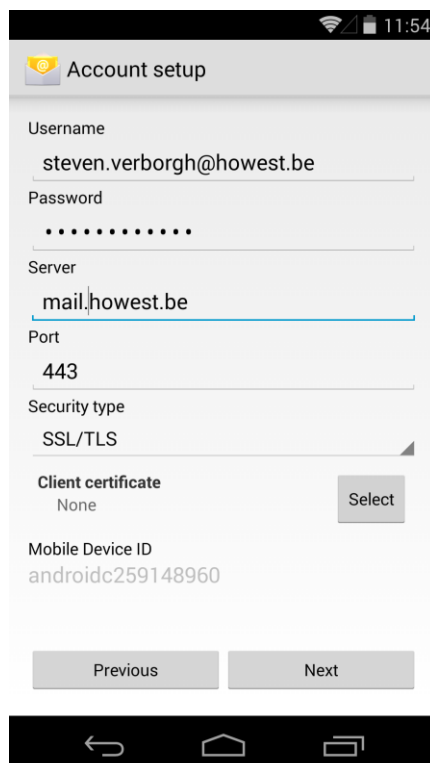 11:54
Account setup
Username
steven.verborgh@howest.be
Password
••••••••••••
Server
mail.howest.be
Port
443
Security type
SSL/TLS
Client certificate
None
Select
Mobile Device ID
androidc259148960
Previous
Next